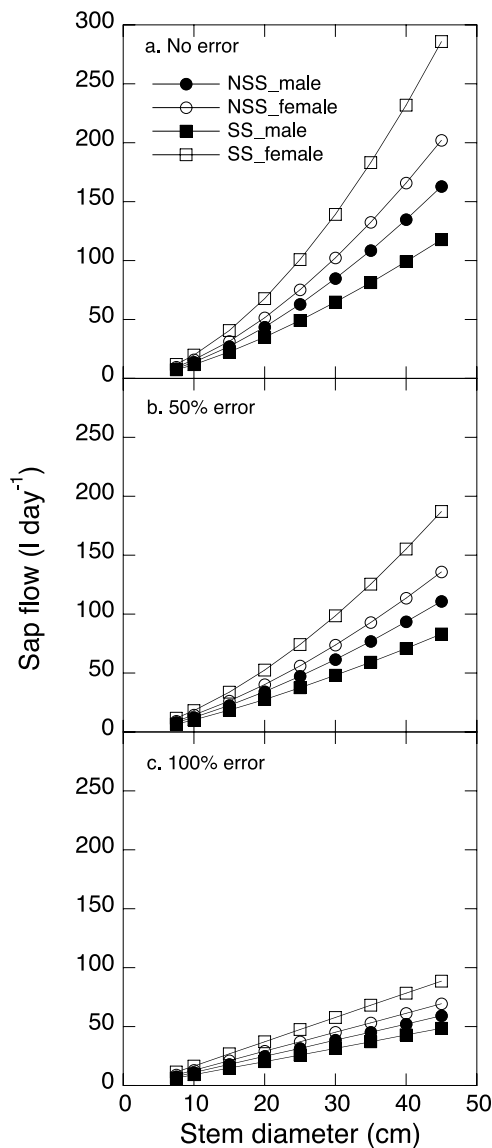 a. No error
NSS_male
NSS_female
SS_male
SS_female
300
250
200
150
100
50
0
b. 50% error
250
200
150
100
50
0
c. 100% error
250
200
150
100
50
0
0 10 20 30 40 50
Sap flow (l day⁻¹)
Stem diameter (cm)